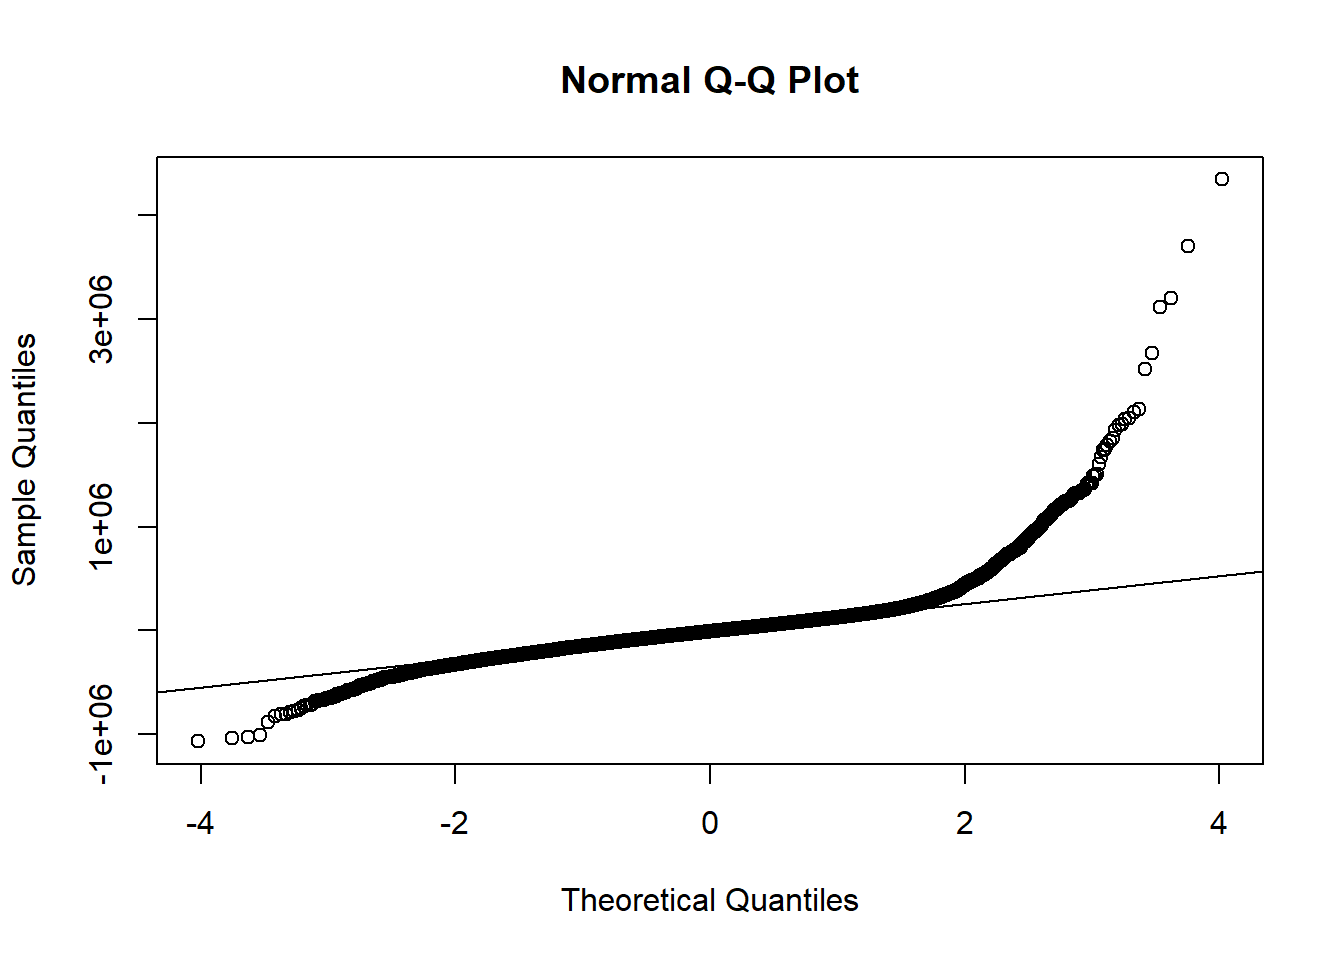 Normal Q-Q Plot
Sample Quantiles
3e+06
1e+06
-1e+06
-4 -2 0 2 4
Theoretical Quantiles